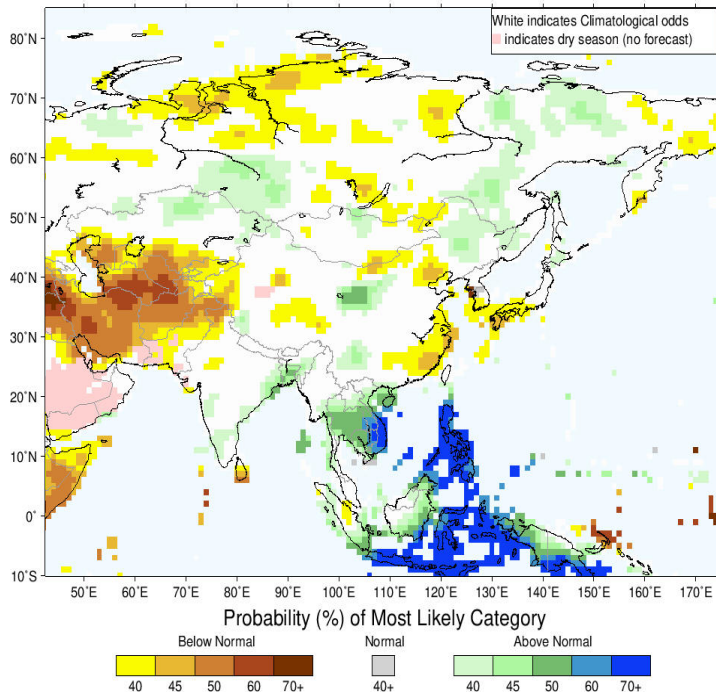 White indicates Climatological odds
indicates dry season (no forecast)
80°N
70°N
60°N
50°N
40°N
30°N
20°N
10°N
0°
10°S
50°E 60°E 70°E 80°E 90°E 100°E 110°E 120°E 130°E 140°E 150°E 160°E 170°E
Probability (%) of Most Likely Category
Below Normal Normal Above Normal
40 45 50 60 70+ 40+ 40 45 50 60 70+